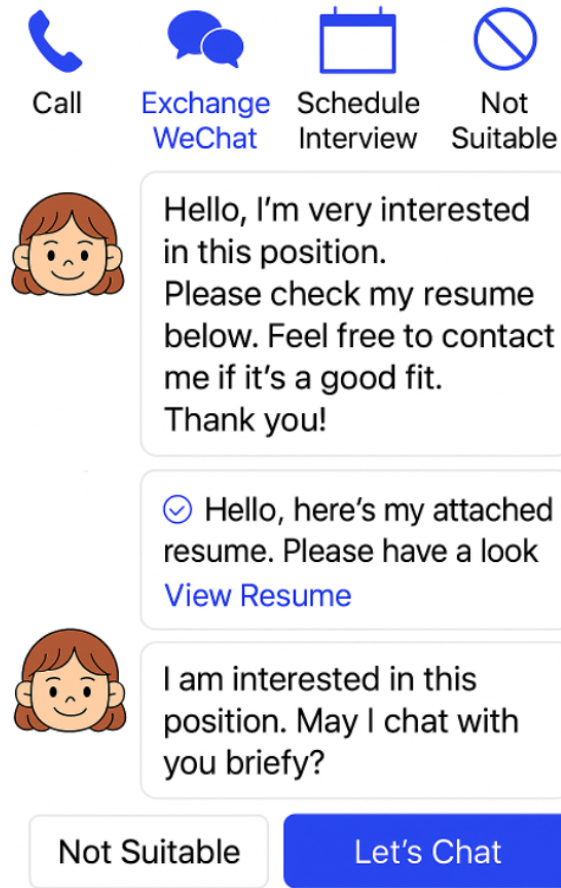 Call
Exchange
WeChat
Schedule
Interview
Not
Suitable
Hello, I'm very interested
in this position.
Please check my resume
below. Feel free to contact
me if it's a good fit.
Thank you!
Hello, here's my attached
resume. Please have a look
View Resume
I am interested in this
position. May I chat with
you briefy?
Not Suitable
Let's Chat